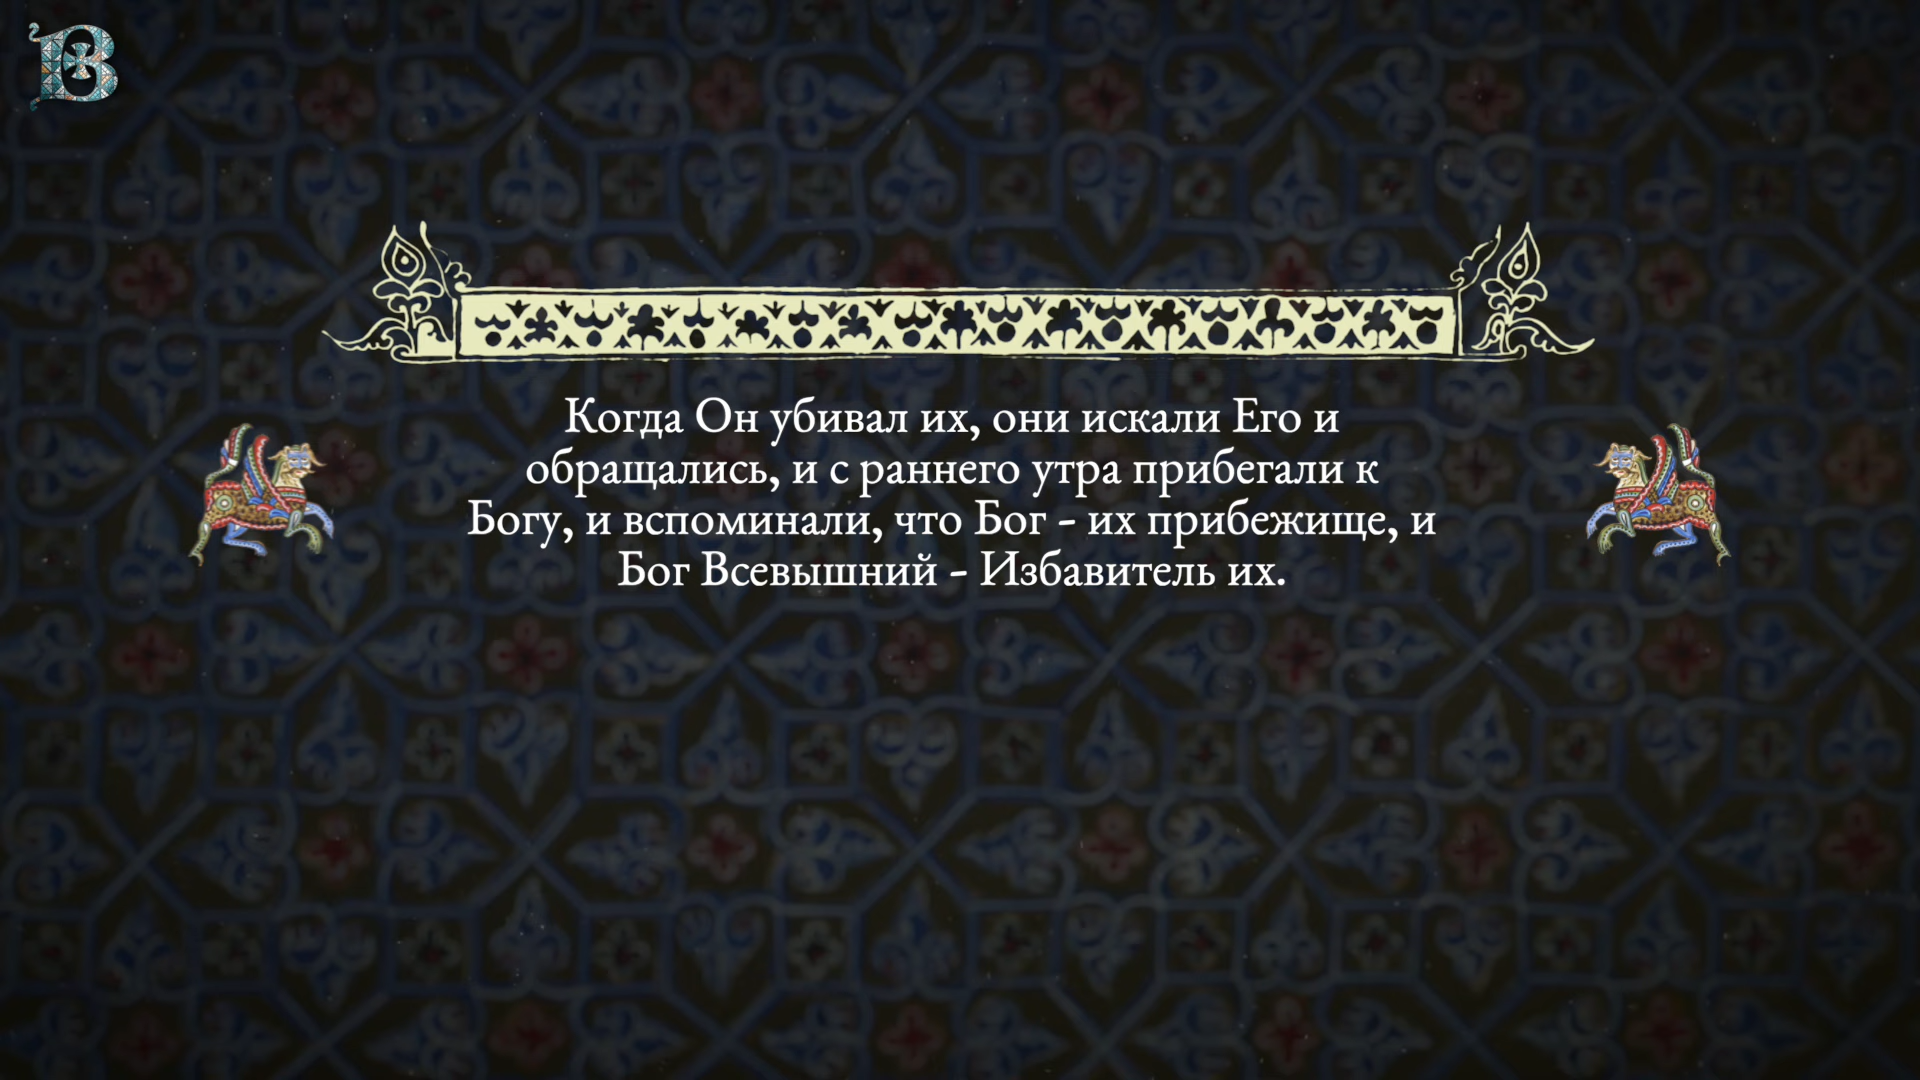 В
Когда Он убивал их, они искали Его и
обращались, и с раннего утра прибегали к
Богу, и вспоминали, что Бог - их прибежище, и
Бог Всевышний - Избавитель их.